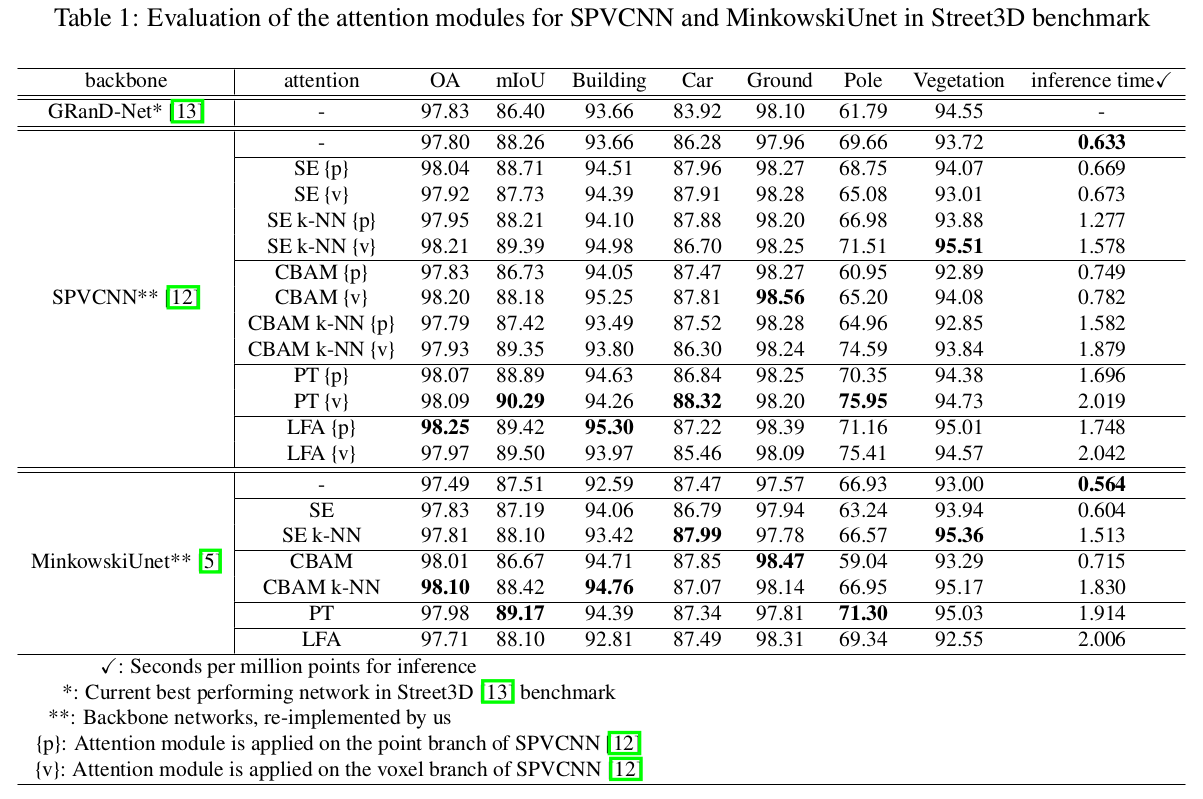 Table 1: Evaluation of the attention modules for SPVCNN and MinkowskiUnet in Street3D benchmark
backbone attention OA mIoU Building Car Ground Pole Vegetation inference time✓
GRanD-Net* [13] - 97.83 86.40 93.66 83.92 98.10 61.79 94.55 -
- 97.80 88.26 93.66 86.28 97.96 69.66 93.72 0.633
SE {p} 98.04 88.71 94.51 87.96 98.27 68.75 94.07 0.669
SE {v} 97.92 87.73 94.39 87.91 98.28 65.08 93.01 0.673
SE k-NN {p} 97.95 88.21 94.10 87.88 98.20 66.98 93.88 1.277
SE k-NN {v} 98.21 89.39 94.98 86.70 98.25 71.51 95.51 1.578
CBAM {p} 97.83 86.73 94.05 87.47 98.27 60.95 92.89 0.749
SPVCNN** [12] CBAM {v} 98.20 88.18 95.25 87.81 98.56 65.20 94.08 0.782
CBAM k-NN {p} 97.79 87.42 93.49 87.52 98.28 64.96 92.85 1.582
CBAM k-NN {v} 97.93 89.35 93.80 86.30 98.24 74.59 93.84 1.879
PT {p} 98.07 88.89 94.63 86.84 98.25 70.35 94.38 1.696
PT {v} 98.09 90.29 94.26 88.32 98.20 75.95 94.73 2.019
LFA {p} 98.25 89.42 95.30 87.22 98.39 71.16 95.01 1.748
LFA {v} 97.97 89.50 93.97 85.46 98.09 75.41 94.57 2.042
- 97.49 87.51 92.59 87.47 97.57 66.93 93.00 0.564
SE 97.83 87.19 94.06 86.79 97.94 63.24 93.94 0.604
SE k-NN 97.81 88.10 93.42 87.99 97.78 66.57 95.36 1.513
MinkowskiUnet** [5] CBAM 98.01 86.67 94.71 87.85 98.47 59.04 93.29 0.715
CBAM k-NN 98.10 88.42 94.76 87.07 98.14 66.95 95.17 1.830
PT 97.98 89.17 94.39 87.34 97.81 71.30 95.03 1.914
LFA 97.71 88.10 92.81 87.49 98.31 69.34 92.55 2.006
✓: Seconds per million points for inference
*: Current best performing network in Street3D [13] benchmark
**: Backbone networks, re-implemented by us
{p}: Attention module is applied on the point branch of SPVCNN [12]
{v}: Attention module is applied on the voxel branch of SPVCNN [12]